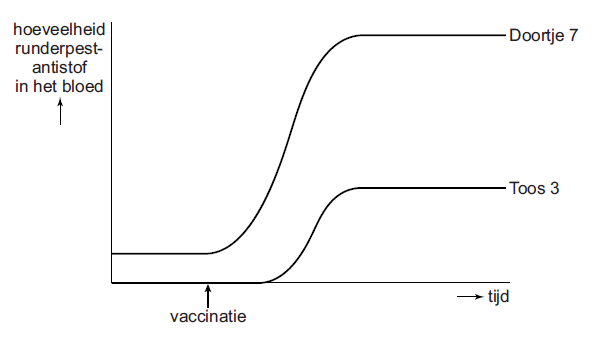 hoeveelheid
runderpest-
antistof
in het bloed
Doortje 7
Toos 3
tijd
vaccinatie